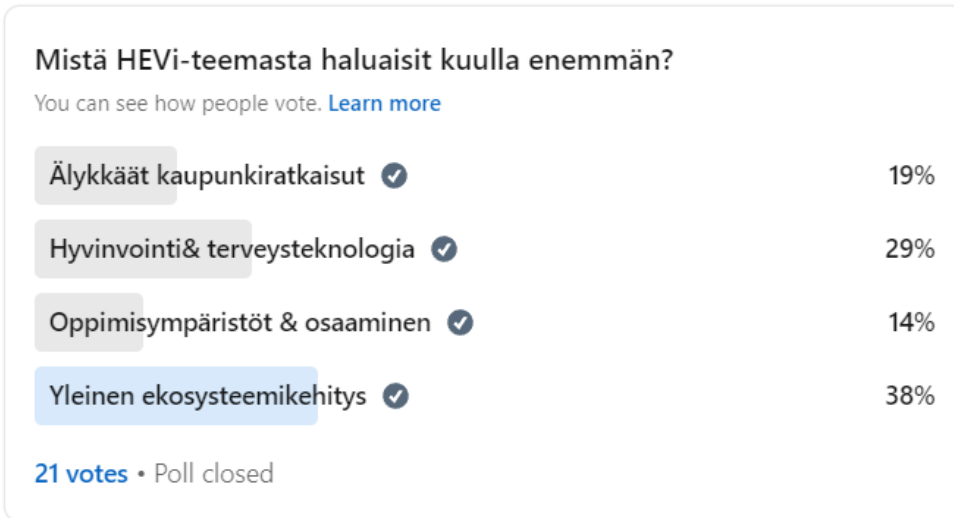 Mistä HEVi-teemasta haluaisit kuulla enemmän?
You can see how people vote. Learn more
Älykkäät kaupunkiratkaisut 19%
Hyvinvointi& terveysteknologia 29%
Oppimisympäristöt & osaaminen 14%
Yleinen ekosysteemikehitys 38%
21 votes • Poll closed